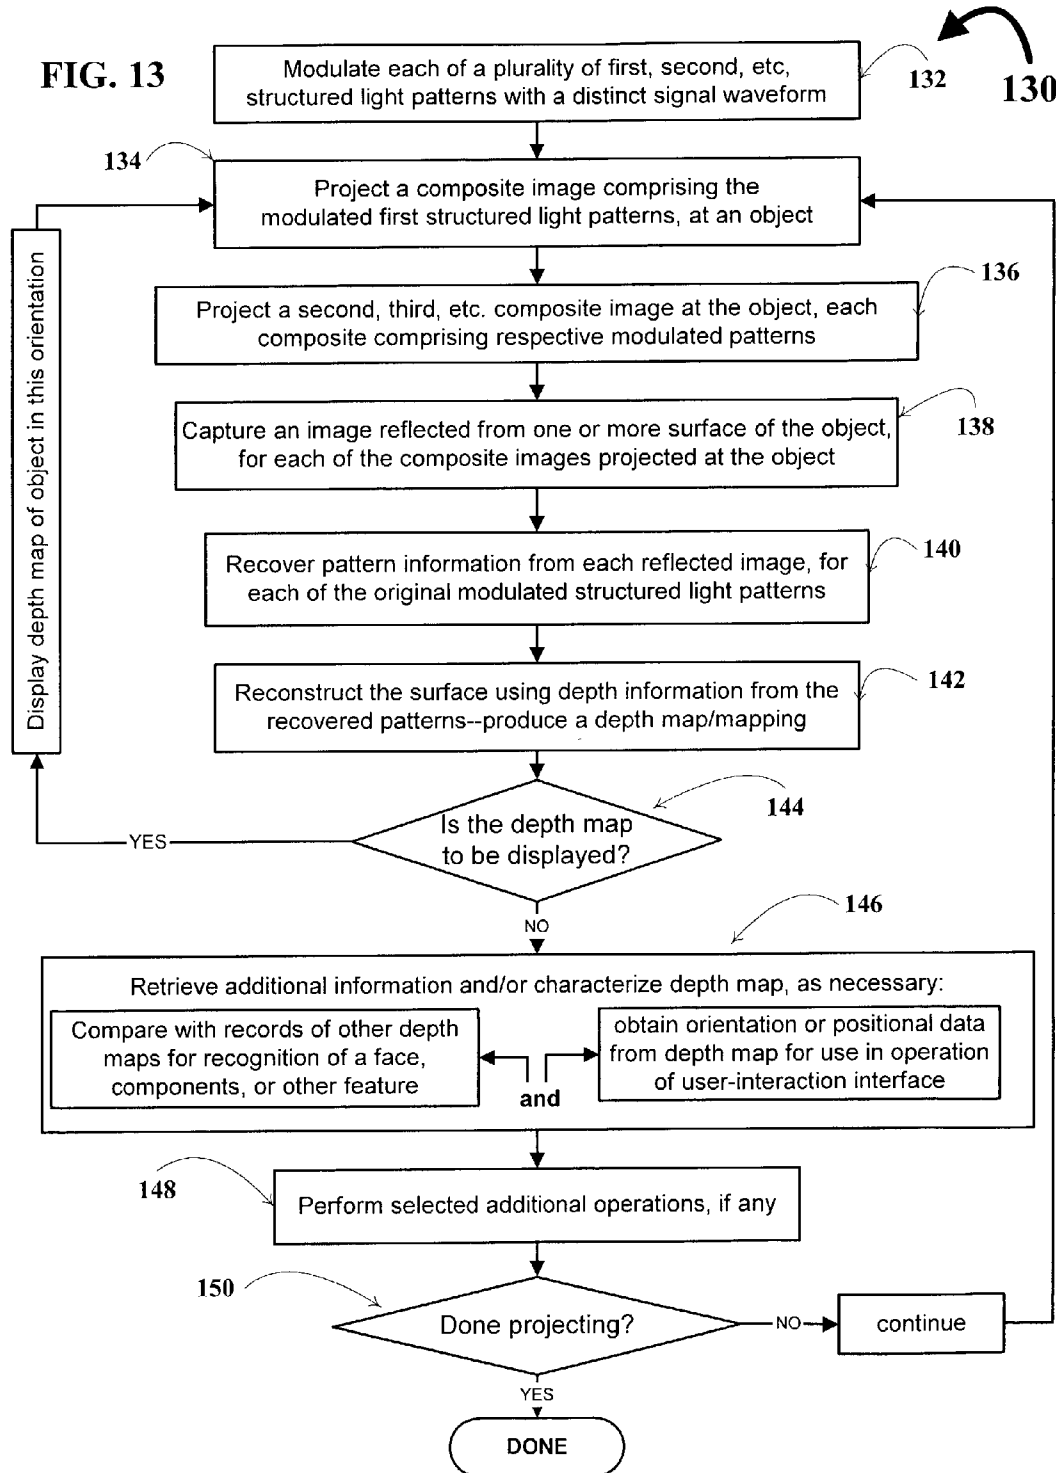 FIG. 13
Modulate each of a plurality of first, second, etc,
structured light patterns with a distinct signal waveform
132
130
134
Project a composite image comprising the
modulated first structured light patterns, at an object
136
Project a second, third, etc. composite image at the object, each
composite comprising respective modulated patterns
Display depth map of object in this orientation
138
Capture an image reflected from one or more surface of the object,
for each of the composite images projected at the object
140
Recover pattern information from each reflected image, for
each of the original modulated structured light patterns
142
Reconstruct the surface using depth information from the
recovered patterns--produce a depth map/mapping
144
Is the depth map
to be displayed?
YES
NO
146
Retrieve additional information and/or characterize depth map, as necessary:
Compare with records of other depth
maps for recognition of a face,
components, or other feature
and
obtain orientation or positional data
from depth map for use in operation
of user-interaction interface
148
Perform selected additional operations, if any
150
Done projecting?
NO
continue
YES
DONE